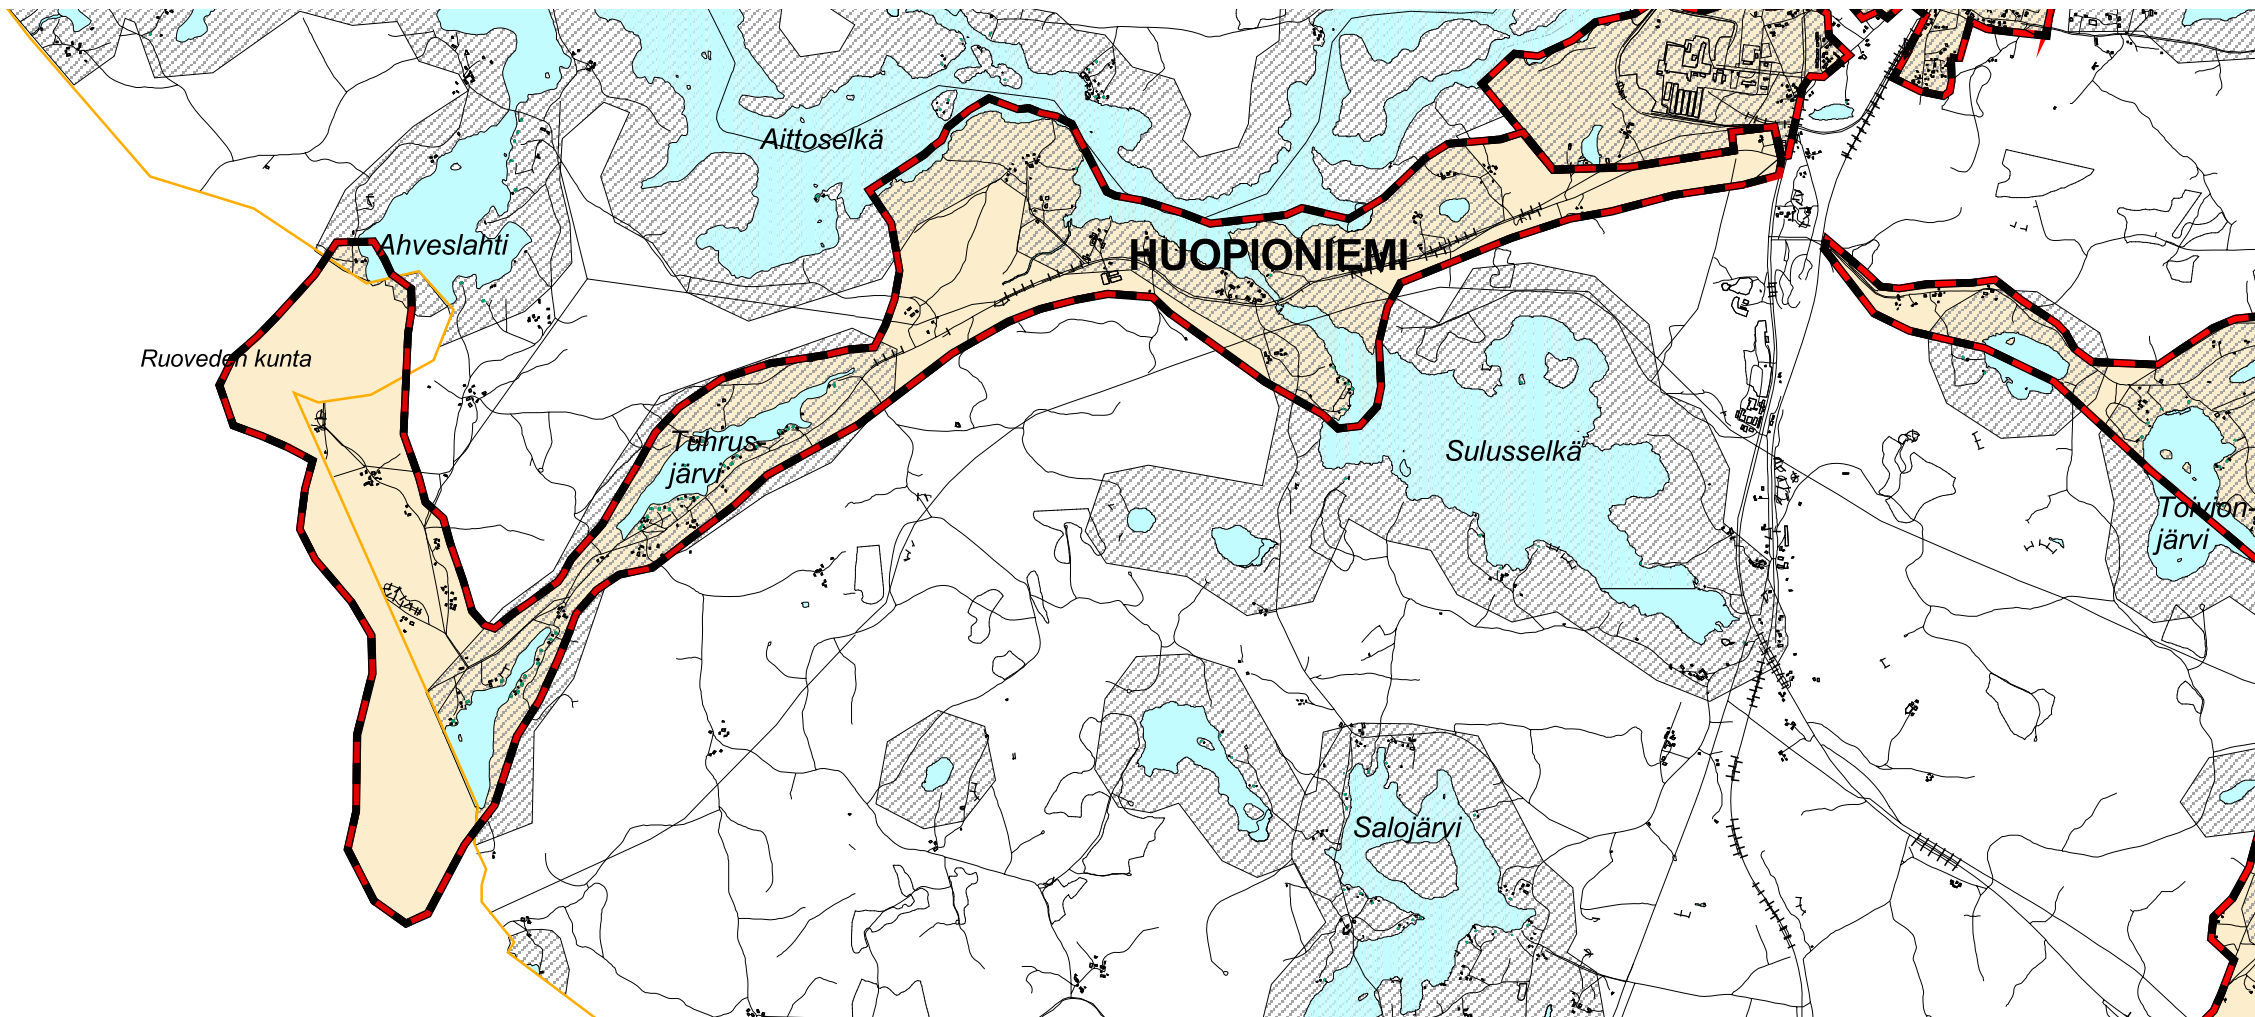 Aittoselkä
Ahveslahti
HUOPIONIEMI
Ruoveden kunta
Tuhrus-
järvi
Sulusselkä
Toivion-
järvi
Salojärvi